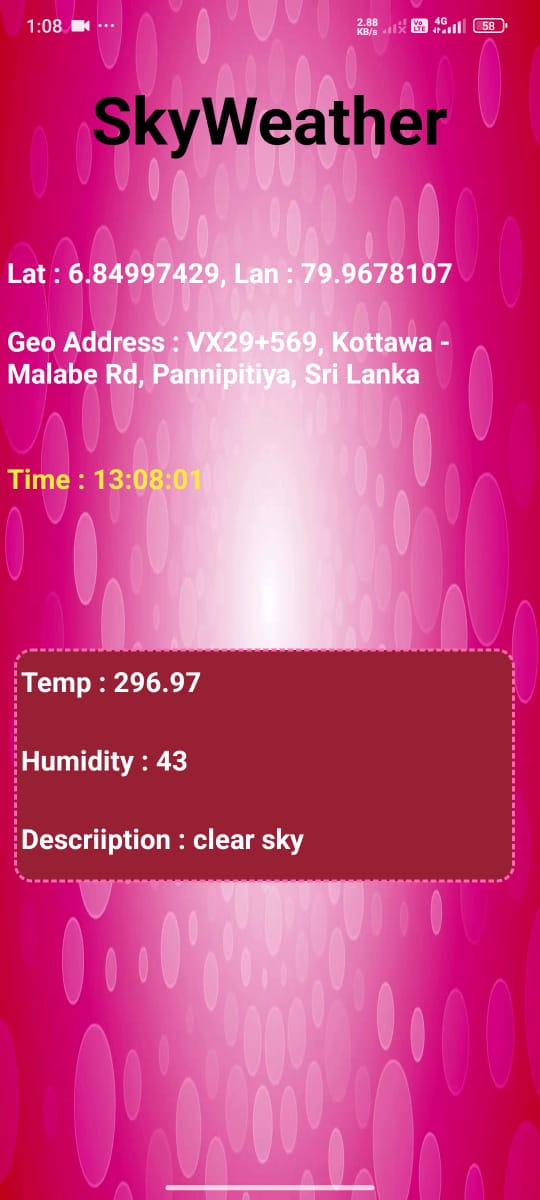 1:08 ...
2.88 KB/s Vo LTE 4G 58
SkyWeather
Lat : 6.84997429, Lan : 79.9678107
Geo Address : VX29+569, Kottawa -
Malabe Rd, Pannipitiya, Sri Lanka
Time : 13:08:01
Temp : 296.97
Humidity : 43
Descriiption : clear sky